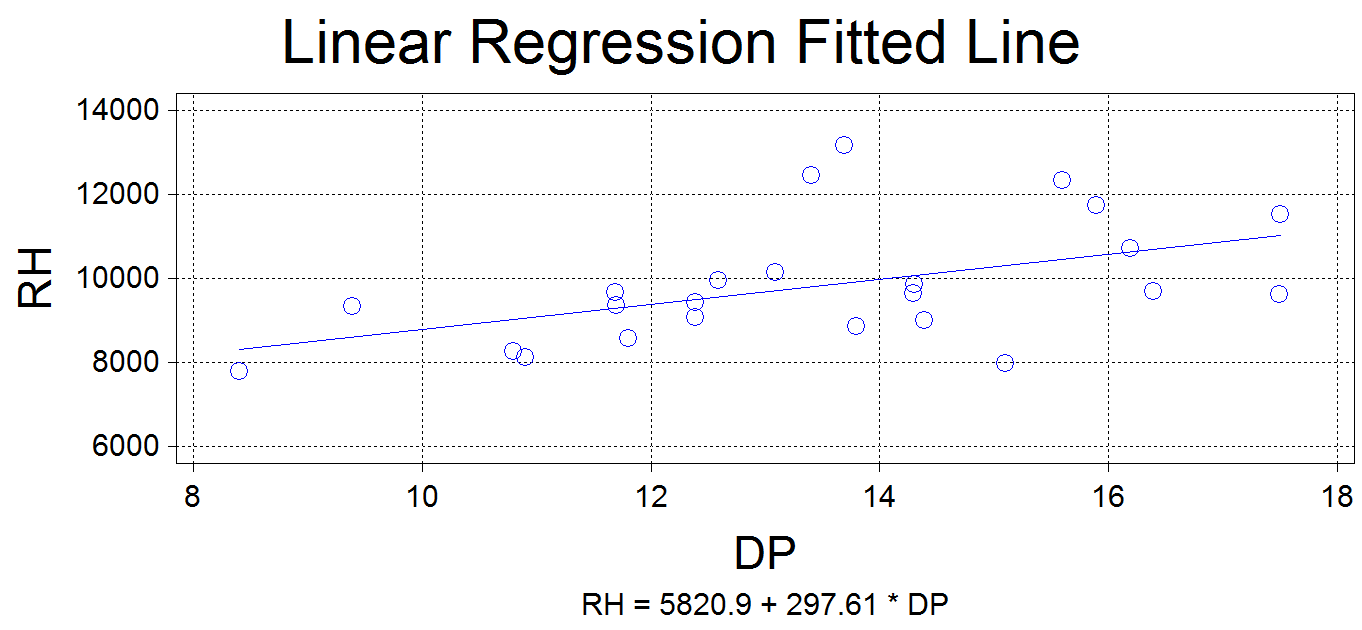 Linear Regression Fitted Line
14000
12000
10000
8000
6000
RH
8 10 12 14 16 18
DP
RH = 5820.9 + 297.61 * DP